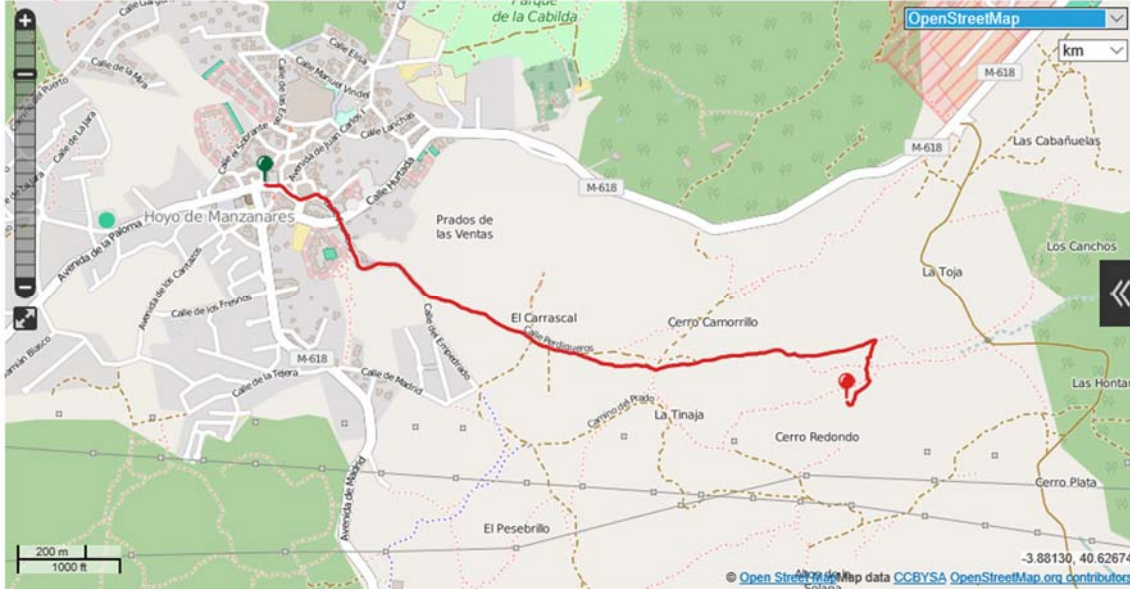 Parque
de la Cabilda
OpenStreetMap
km
Calle Elisa
Calle Manuel Vindel
Calle de la Mira
Calle de las Eras
Calle Lanchas
Avenida de Juan Carlos I
Calle Hurtada
M-618
M-618
M-618
Las Cabañuelas
Hoyo de Manzanares
Prados de
las Ventas
Avenida de la Paloma
Avenida de los Cantazos
Calle de los Fresnos
Los Canchos
La Toja
El Carrascal
Calle Perdigueros
Cerro Camorrillo
Calle del Empedrado
M-618
Calle de la Tejera
Calle de Madrid
Camino del Prado
La Tinaja
Cerro Redondo
Las Hontan
Avenida de Madrid
Cerro Plata
El Pesebrillo
200 m
1000 ft
-3.88130, 40.62674
© Open Street Map Map data CCBYSA OpenStreetMap.org contributors